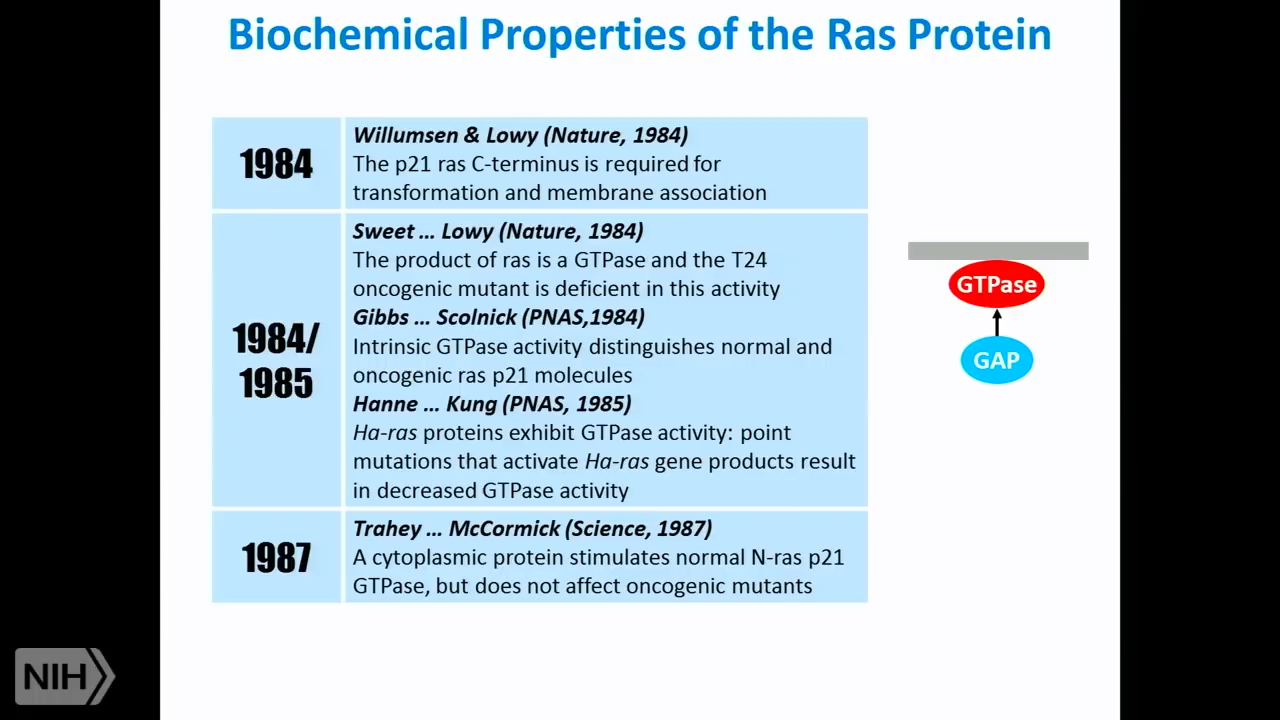 Biochemical Properties of the Ras Protein
1984
Willumsen & Lowy (Nature, 1984)
The p21 ras C-terminus is required for
transformation and membrane association
1984/
1985
Sweet ... Lowy (Nature, 1984)
The product of ras is a GTPase and the T24
oncogenic mutant is deficient in this activity
Gibbs ... Scolnick (PNAS,1984)
Intrinsic GTPase activity distinguishes normal and
oncogenic ras p21 molecules
Hanne ... Kung (PNAS, 1985)
Ha-ras proteins exhibit GTPase activity: point
mutations that activate Ha-ras gene products result
in decreased GTPase activity
1987
Trahey ... McCormick (Science, 1987)
A cytoplasmic protein stimulates normal N-ras p21
GTPase, but does not affect oncogenic mutants
GTPase
GAP
NIH